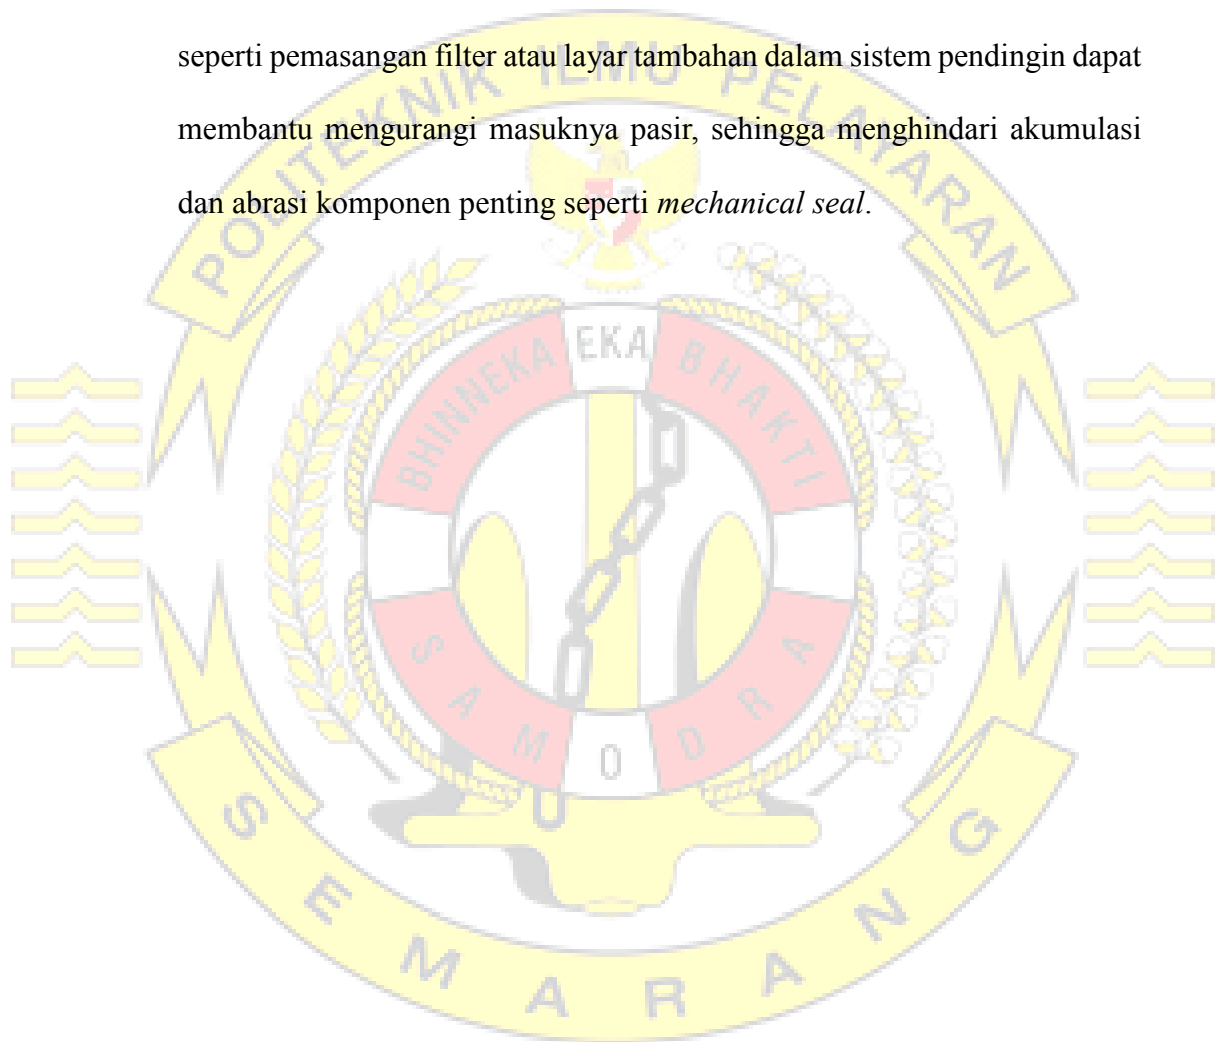 seperti pemasangan filter atau layar tambahan dalam sistem pendingin dapat
membantu mengurangi masuknya pasir, sehingga menghindari akumulasi
dan abrasi komponen penting seperti mechanical seal.
POLITEKNIK ILMU PELAYARAN
BHINNEKA EKA BHAKTI
SAMODRA
SEMARANG